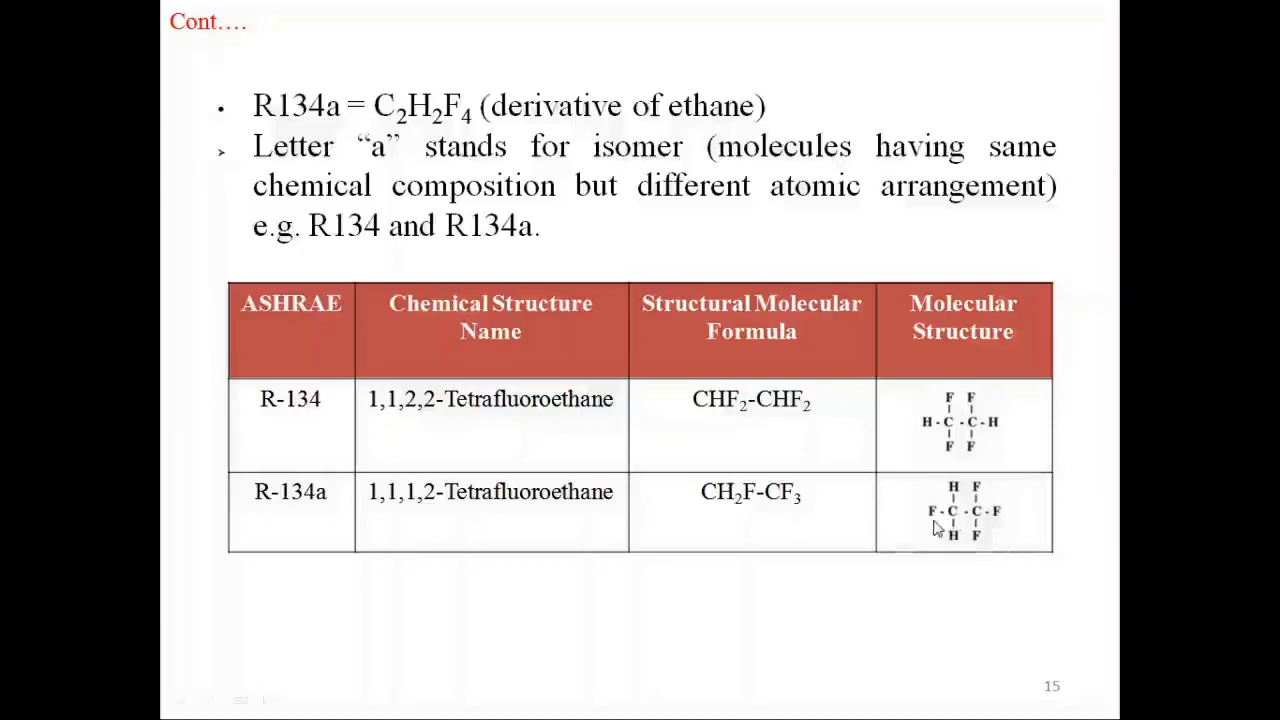 Cont....
• R134a = C₂H₂F₄ (derivative of ethane)
➢ Letter “a” stands for isomer (molecules having same
chemical composition but different atomic arrangement)
e.g. R134 and R134a.
ASHRAE Chemical Structure Name Structural Molecular Formula Molecular Structure
R-134 1,1,2,2-Tetrafluoroethane CHF₂-CHF₂
F F
H - C - C - H
F F
R-134a 1,1,1,2-Tetrafluoroethane CH₂F-CF₃
H F
F - C - C - F
H F
15